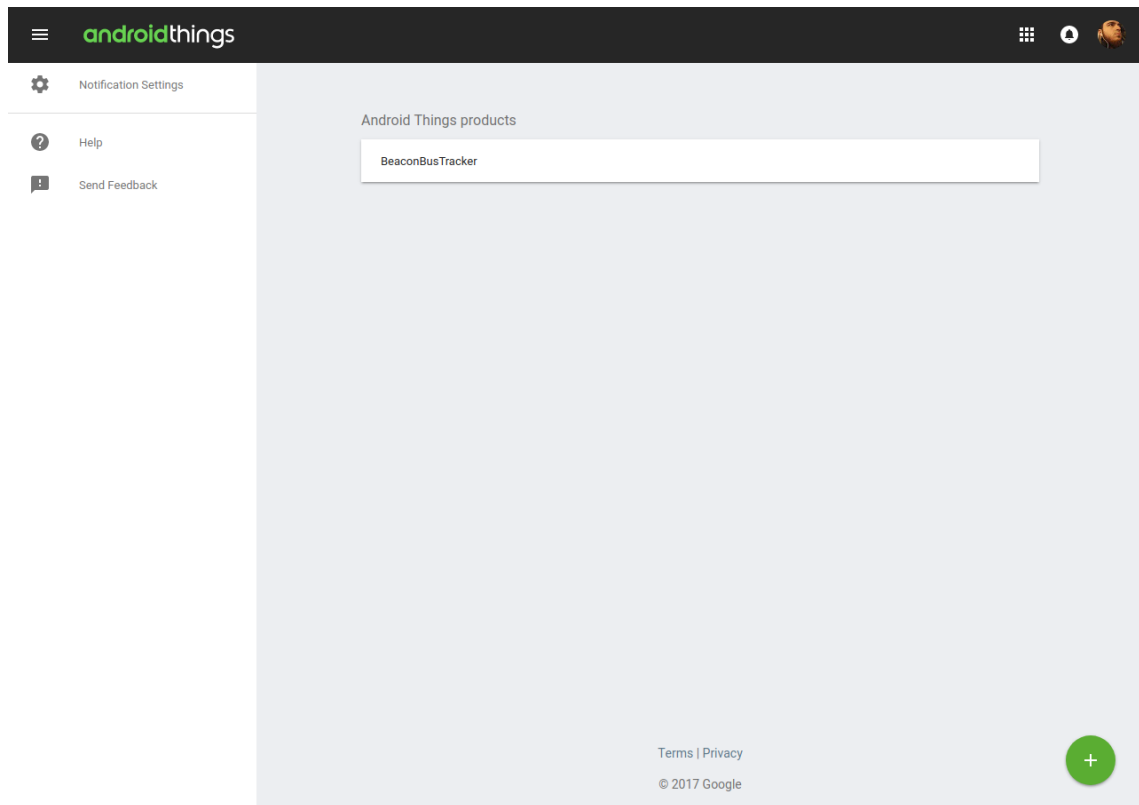 androidthings
Notification Settings
Help
Send Feedback
Android Things products
BeaconBusTracker
Terms | Privacy
© 2017 Google